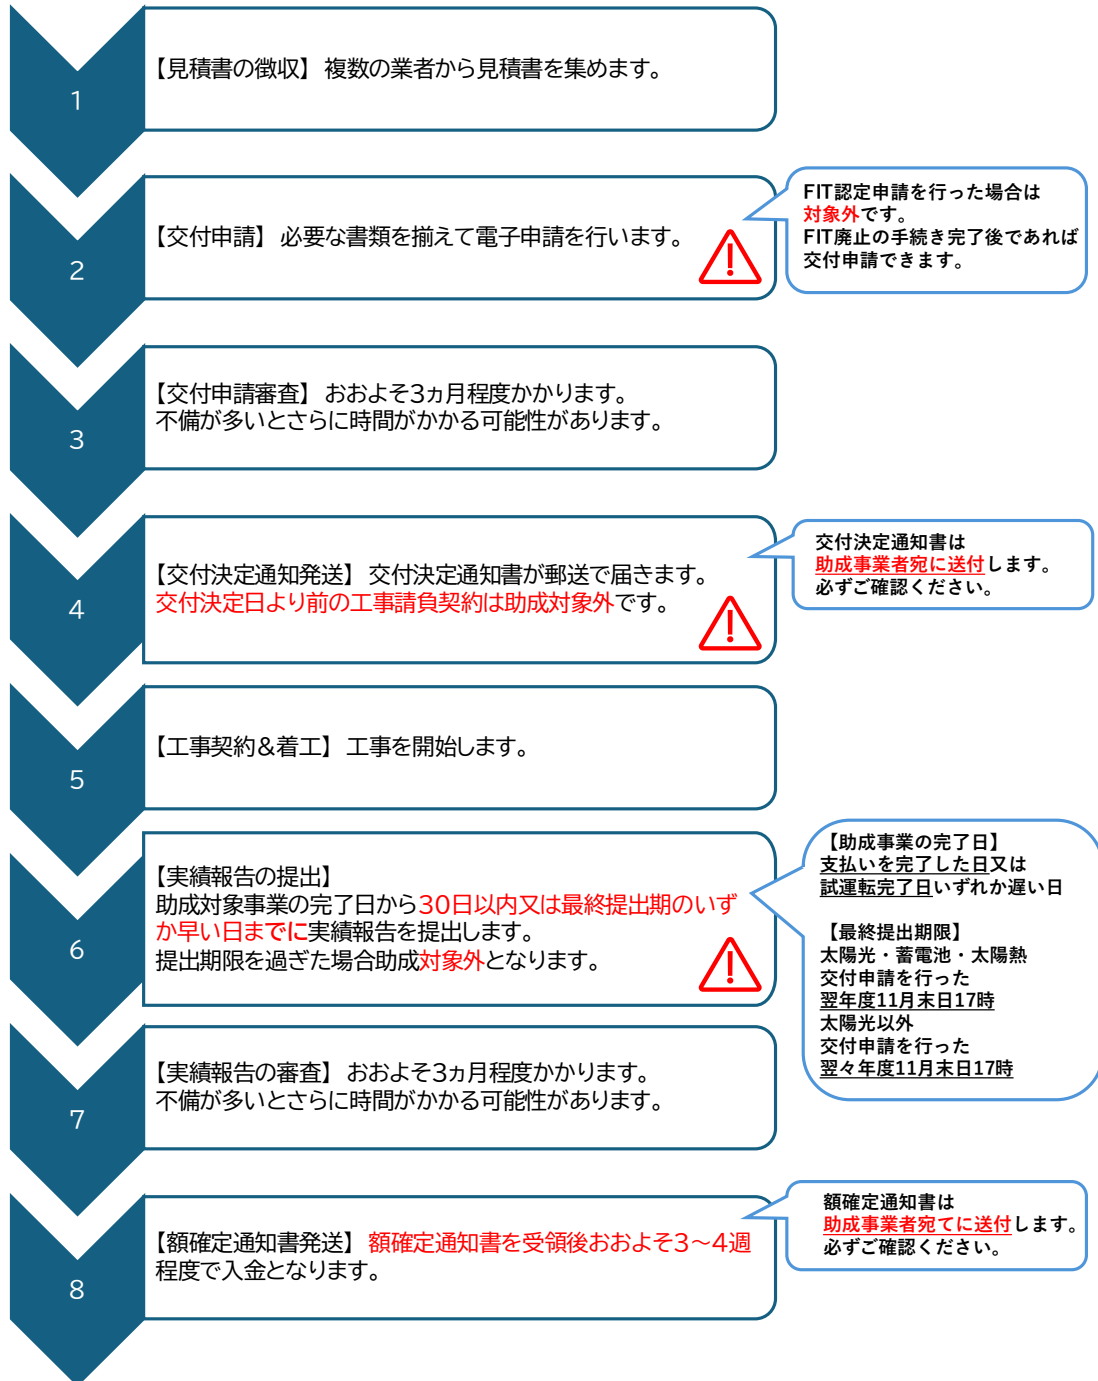 1
【見積書の徴収】 複数の業者から見積書を集めます。
2
【交付申請】 必要な書類を揃えて電子申請を行います。
FIT認定申請を行った場合は
対象外です。
FIT廃止の手続き完了後であれば
交付申請できます。
3
【交付申請審査】 おおよそ3ヵ月程度かかります。
不備が多いとさらに時間がかかる可能性があります。
4
【交付決定通知発送】 交付決定通知書が郵送で届きます。
交付決定日より前の工事請負契約は助成対象外です。
交付決定通知書は
助成事業者宛に送付します。
必ずご確認ください。
5
【工事契約＆着工】 工事を開始します。
6
【実績報告の提出】
助成対象事業の完了日から30日以内又は最終提出期のいず
か早い日までに実績報告を提出します。
提出期限を過ぎた場合助成対象外となります。
【助成事業の完了日】
支払いを完了した日又は
試運転完了日いずれか遅い日
【最終提出期限】
太陽光・蓄電池・太陽熱
交付申請を行った
翌年度11月末日17時
太陽光以外
交付申請を行った
翌々年度11月末日17時
7
【実績報告の審査】 おおよそ3ヵ月程度かかります。
不備が多いとさらに時間がかかる可能性があります。
8
【額確定通知書発送】 額確定通知書を受領後おおよそ3～4週
程度で入金となります。
額確定通知書は
助成事業者宛てに送付します。
必ずご確認ください。